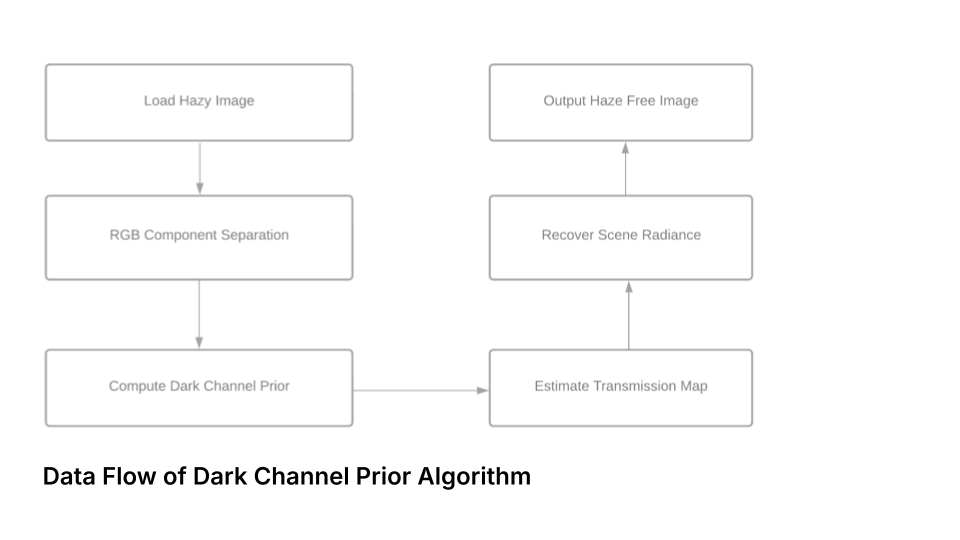 Load Hazy Image
RGB Component Separation
Compute Dark Channel Prior
Estimate Transmission Map
Recover Scene Radiance
Output Haze Free Image
Data Flow of Dark Channel Prior Algorithm